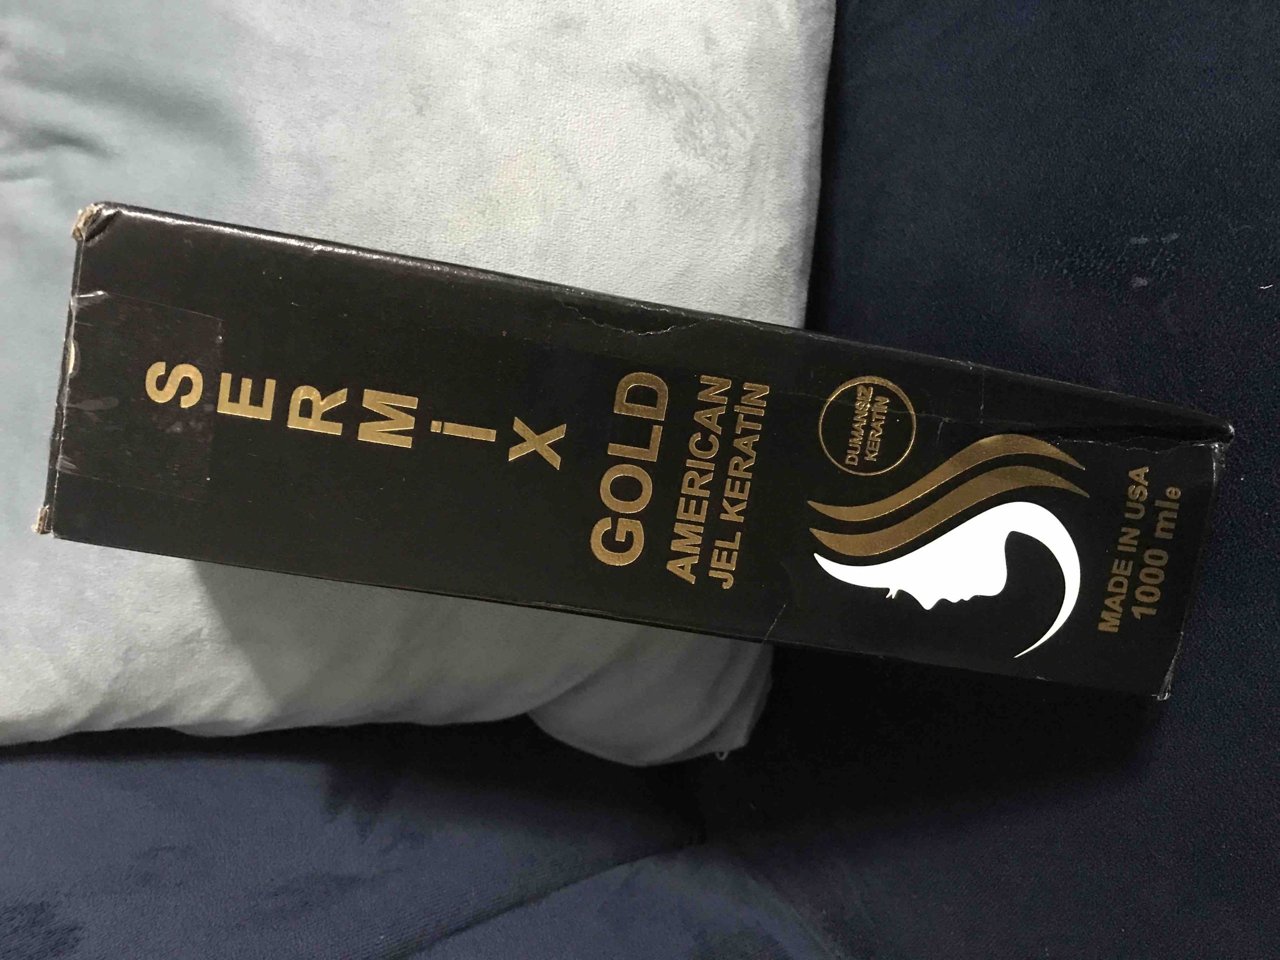 SERMİX
GOLD
AMERICAN
JEL KERATİN
DUMANSIZ
KERATİN
MADE IN USA
1000 mle